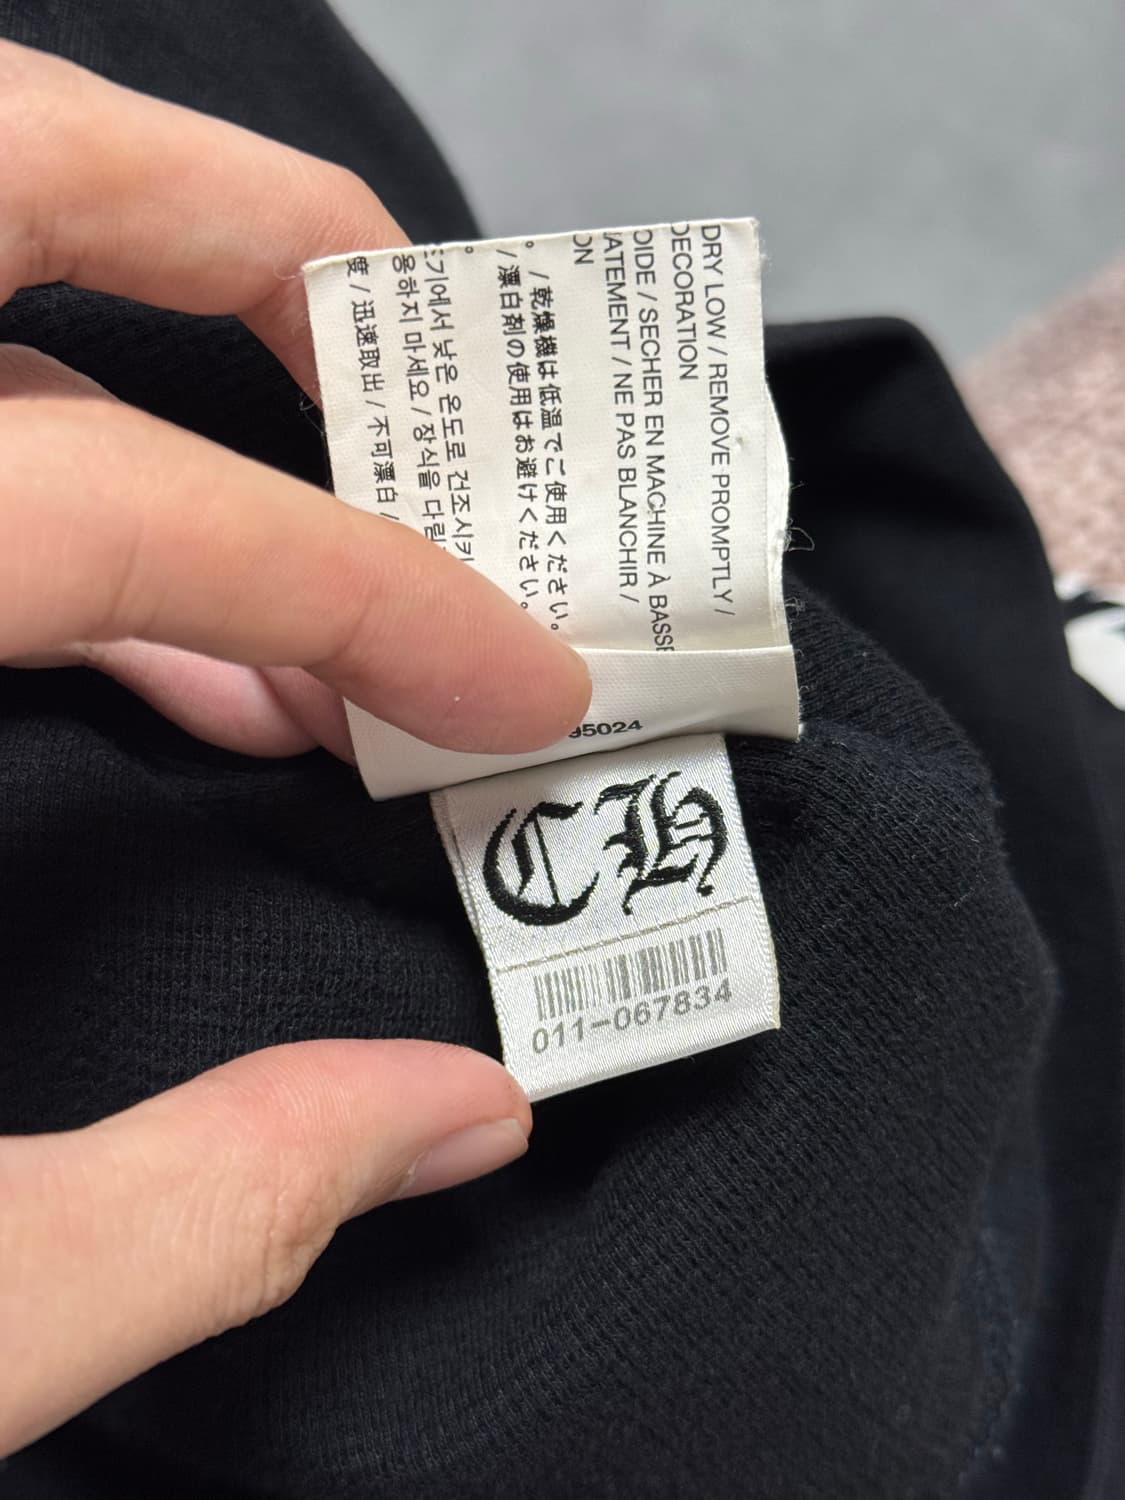 DRY LOW / REMOVE PROMPTLY /
DECORATION
OIDE / SECHER EN MACHINE À BASSE
ATEMENT / NE PAS BLANCHIR /
ON
。/ 乾燥機は低温でご使用ください。
/ 漂白剤の使用はお避けください。
。
기에서 낮은 온도로 건조시키
용하지 마세요 / 장식을 다림
度 / 迅速取出 / 不可漂白 /
95024
CH
011-067834